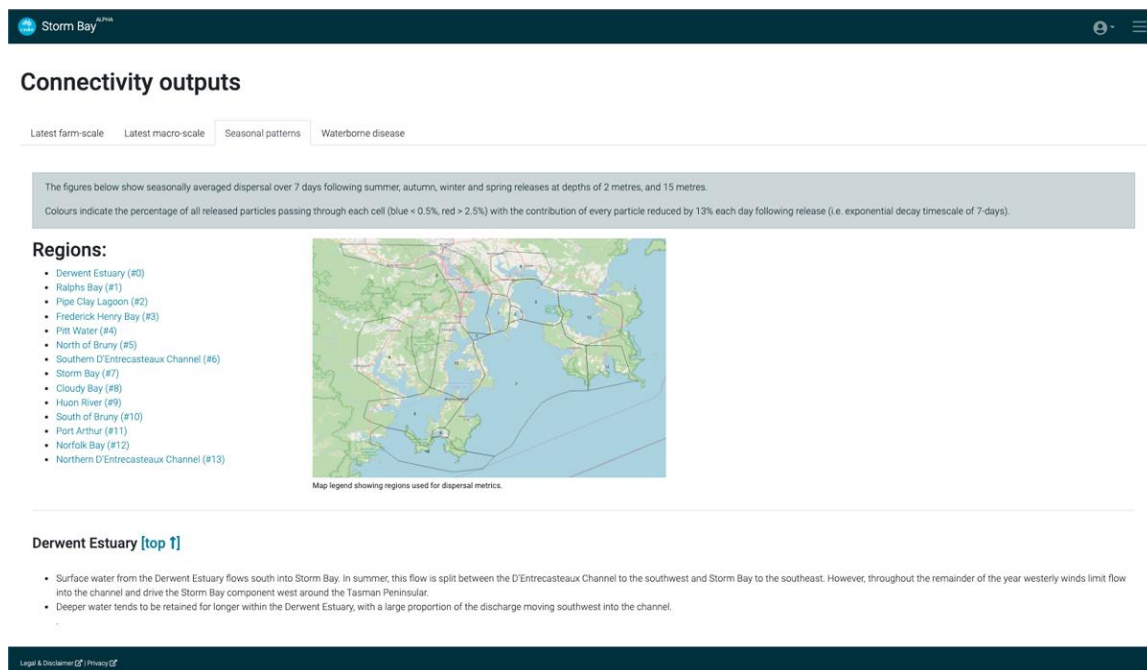 Storm Bay ALPHA
Connectivity outputs
Latest farm-scale Latest macro-scale Seasonal patterns Waterborne disease
The figures below show seasonally averaged dispersal over 7 days following summer, autumn, winter and spring releases at depths of 2 metres, and 15 metres.
Colours indicate the percentage of all released particles passing through each cell (blue < 0.5%, red > 2.5%) with the contribution of every particle reduced by 13% each day following release (i.e. exponential decay timescale of 7-days).
Regions:
• Derwent Estuary (#0)
• Ralphs Bay (#1)
• Pipe Clay Lagoon (#2)
• Frederick Henry Bay (#3)
• Pitt Water (#4)
• North of Bruny (#5)
• Southern D'Entrecasteaux Channel (#6)
• Storm Bay (#7)
• Cloudy Bay (#8)
• Huon River (#9)
• South of Bruny (#10)
• Port Arthur (#11)
• Norfolk Bay (#12)
• Northern D'Entrecasteaux Channel (#13)
Map legend showing regions used for dispersal metrics.
Derwent Estuary [top ↑]
• Surface water from the Derwent Estuary flows south into Storm Bay. In summer, this flow is split between the D'Entrecasteaux Channel to the southwest and Storm Bay to the southeast. However, throughout the remainder of the year westerly winds limit flow
into the channel and drive the Storm Bay component west around the Tasman Peninsular.
• Deeper water tends to be retained for longer within the Derwent Estuary, with a large proportion of the discharge moving southwest into the channel.
.
Legal & Disclaimer | Privacy